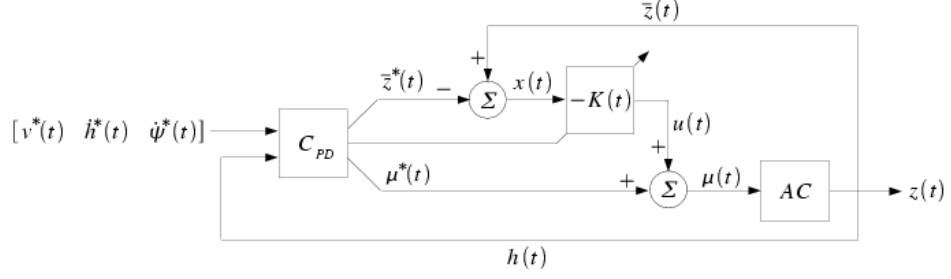 z̅(t)
+
z̅*(t) − Σ x(t) −K(t)
[v*(t) ḣ*(t) ψ̇*(t)]
C_PD
u(t)
+
μ*(t) + Σ μ(t) AC z(t)
h(t)